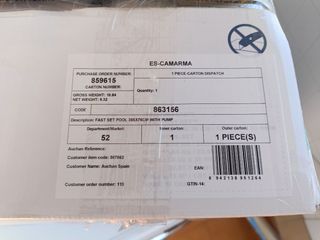 ES-CAMARMA
PURCHASE ORDER NUMBER:
859615
CARTON NUMBER:
1 PIECE-CARTON DISPATCH
Quantity: 1
GROSS WEIGHT: 10.84
NET WEIGHT: 9.32
CODE
863156
Description: FAST SET POOL 305X76CM WITH PUMP
Department/Market:
52
Inner carton:
1
Outer carton:
1 PIECE(S)
Auchan Reference:
Customer item code:
Customer name: Auchan Spain
Customer order number: 115
EAN:
GTIN-14: